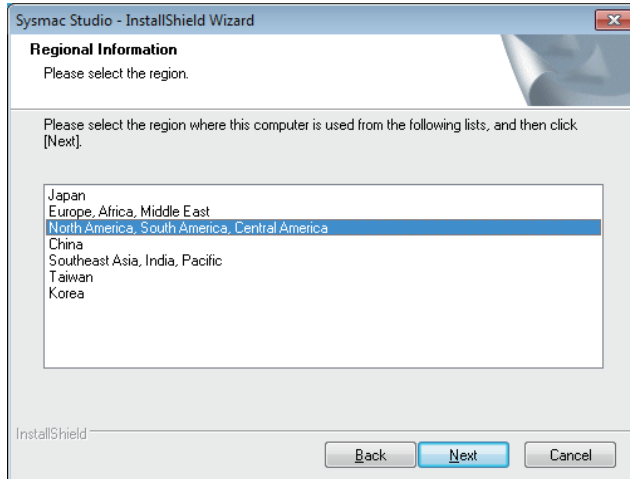 Sysmac Studio - InstallShield Wizard
Regional Information
Please select the region.
Please select the region where this computer is used from the following lists, and then click
[Next].
Japan
Europe, Africa, Middle East
North America, South America, Central America
China
Southeast Asia, India, Pacific
Taiwan
Korea
InstallShield
Back Next Cancel